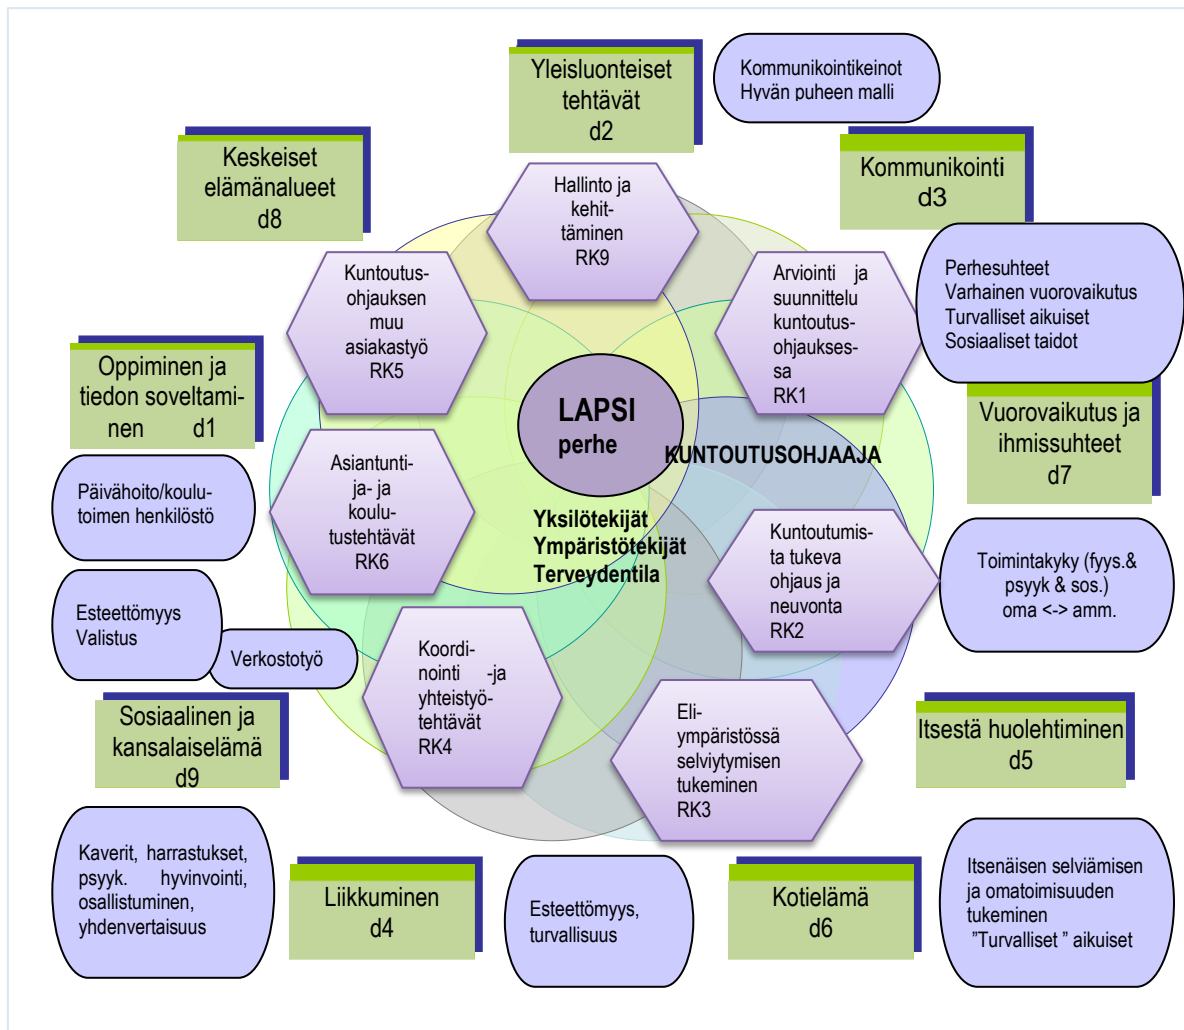 Yleisluonteiset
tehtävät
d2
Kommunikointikeinot
Hyvän puheen malli
Keskeiset
elämänalueet
d8
Kommunikointi
d3
Hallinto ja
kehit-
täminen
RK9
Kuntoutus-
ohjauksen
muu
asiakastyö
RK5
Arviointi ja
suunnittelu
kuntoutus-
ohjaukses-
sa
RK1
Perhesuhteet
Varhainen vuorovaikutus
Turvalliset aikuiset
Sosiaaliset taidot
Oppiminen ja
tiedon soveltami-
nen d1
LAPSI
perhe
KUNTOUTUSOHJAAJA
Vuorovaikutus ja
ihmissuhteet
d7
Päivähoito/koulu-
toimen henkilöstö
Asiantunti-
ja- ja
koulu-
tustehtävät
RK6
Yksilötekijät
Ympäristötekijät
Terveydentila
Kuntoutumis-
ta tukeva
ohjaus ja
neuvonta
RK2
Toimintakyky (fyys.&
psyyk & sos.)
oma <-> amm.
Esteettömyys
Valistus
Verkostotyö
Koordi-
nointi -ja
yhteistyö-
tehtävät
RK4
Eli-
ympäristössä
selviytymisen
tukeminen
RK3
Sosiaalinen ja
kansalaiselämä
d9
Itsestä huolehtiminen
d5
Kaverit, harrastukset,
psyyk. hyvinvointi,
osallistuminen,
yhdenvertaisuus
Liikkuminen
d4
Esteettömyys,
turvallisuus
Kotielämä
d6
Itsenäisen selviämisen
ja omatoimisuuden
tukeminen
"Turvalliset " aikuiset